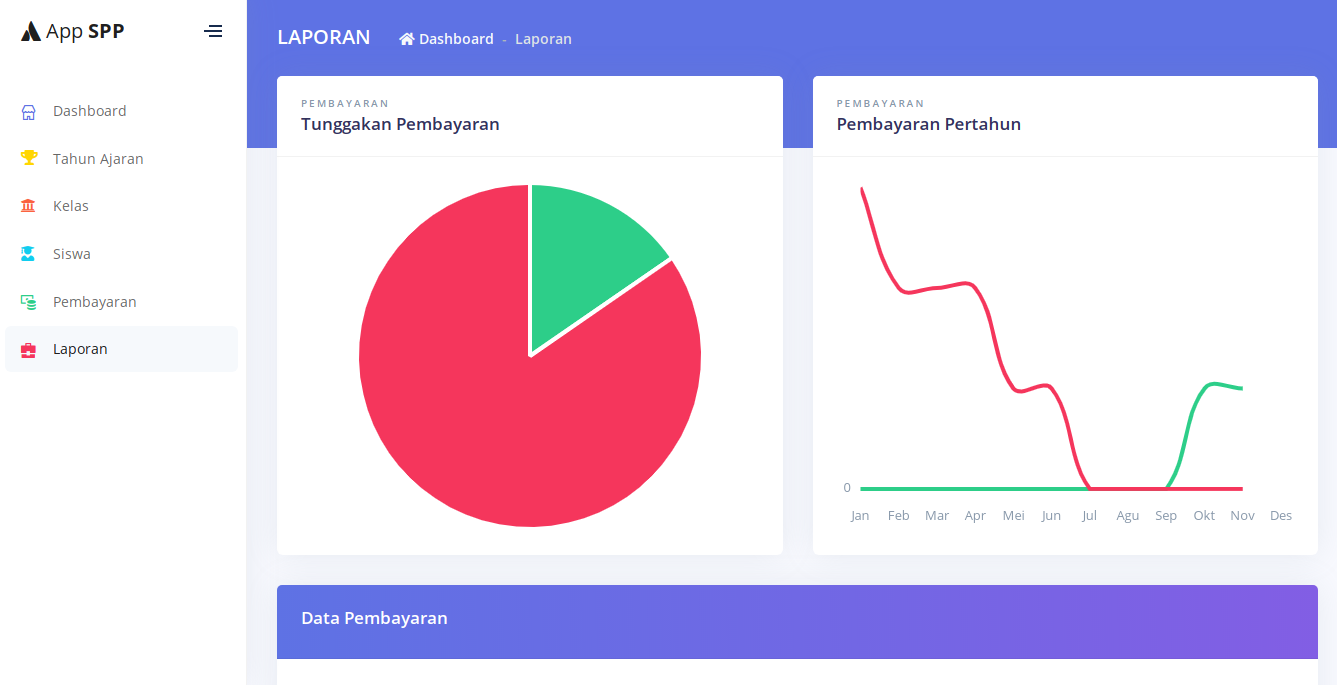 App SPP
Dashboard
Tahun Ajaran
Kelas
Siswa
Pembayaran
Laporan
LAPORAN
Dashboard - Laporan
PEMBAYARAN
Tunggakan Pembayaran
PEMBAYARAN
Pembayaran Pertahun
0
Jan Feb Mar Apr Mei Jun Jul Agu Sep Okt Nov Des
Data Pembayaran